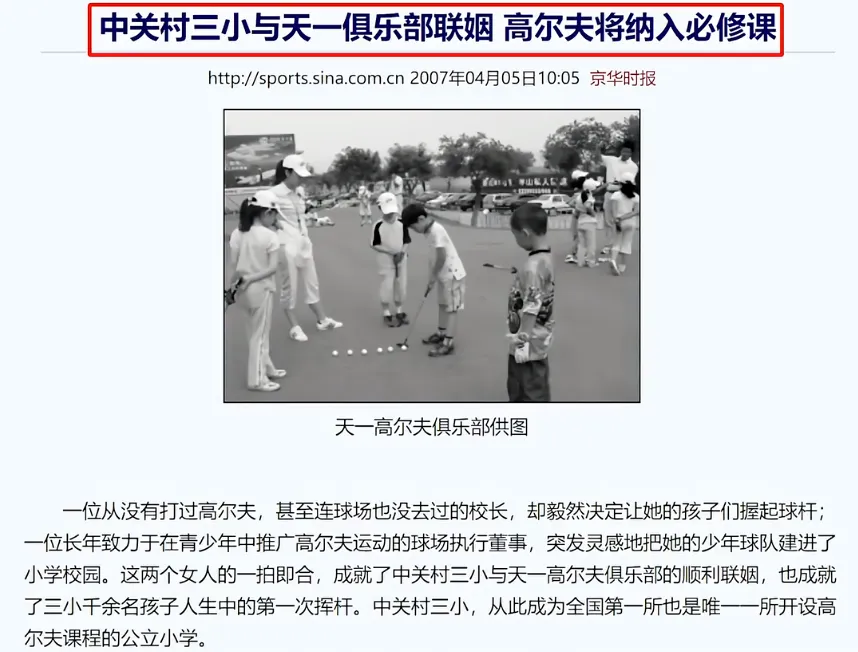 中关村三小与天一俱乐部联姻 高尔夫将纳入必修课
http://sports.sina.com.cn 2007年04月05日10:05 京华时报
天一高尔夫俱乐部供图
一位从没有打过高尔夫，甚至连球场也没去过的校长，却毅然决定让她的孩子们握起球杆；
一位长年致力于在青少年中推广高尔夫运动的球场执行董事，突发灵感地把她的少年球队建进了
小学校园。这两个女人的一拍即合，成就了中关村三小与天一高尔夫俱乐部的顺利联姻，也成就
了三小千余名孩子人生中的第一次挥杆。中关村三小，从此成为全国第一所也是唯一一所开设高
尔夫课程的公立小学。